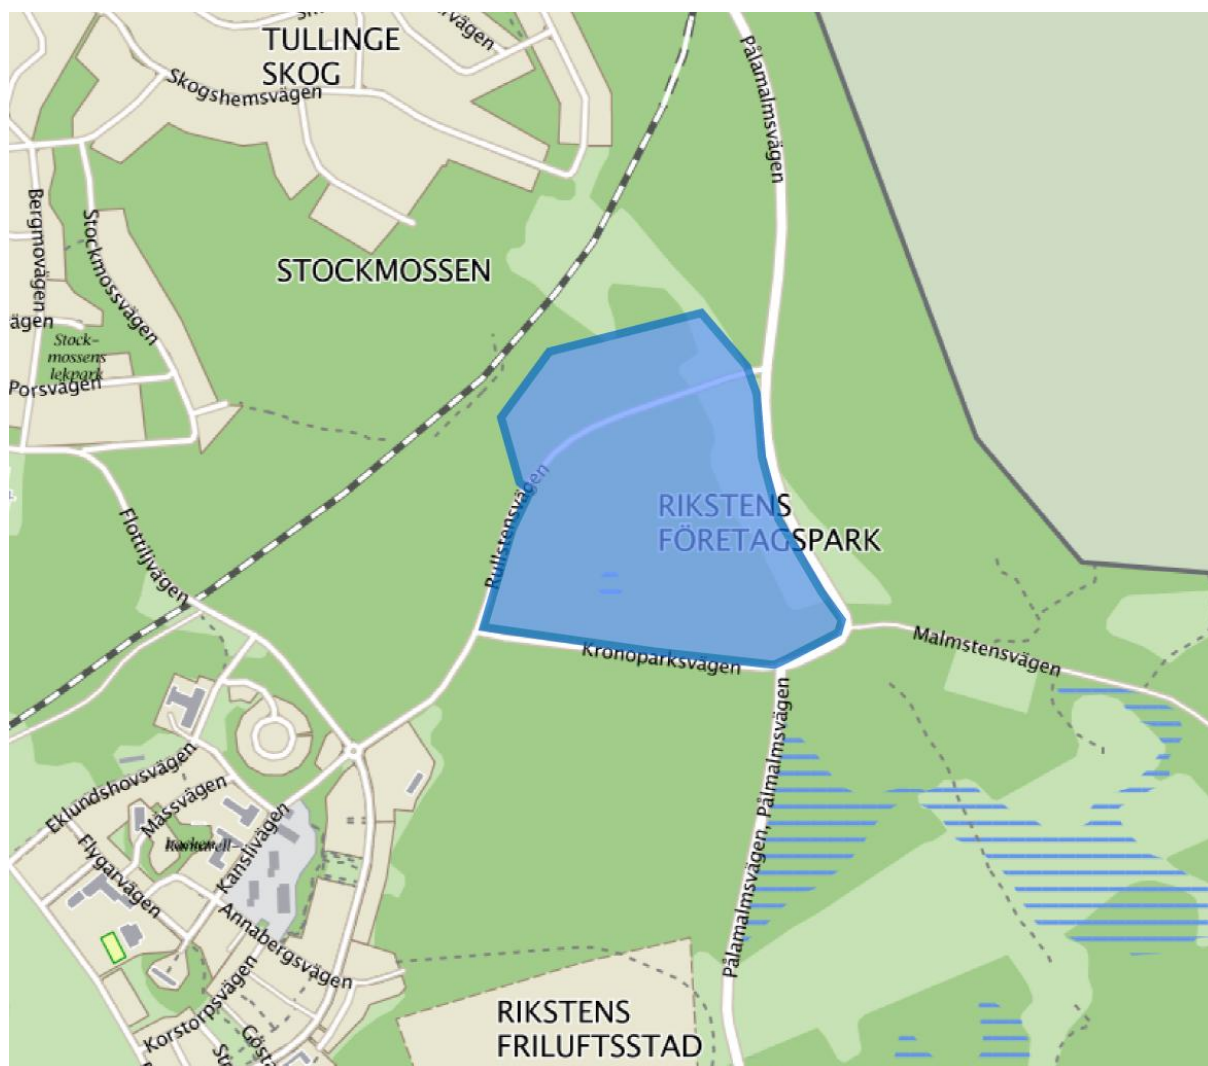 TULLINGE
SKOG
Skogshemsvägen
Pålamalmsvägen
Bergmovägen
Stockmossvägen
STOCKMOSSEN
ägen
Stock-
mossens
lekpark
Porsvägen
Rullstensvägen
RIKSTENS
FÖRETAGSPARK
Flottiljvägen
Kronoparksvägen
Malmstensvägen
Pålamalmsvägen, Pålmalmsvägen
Eklundshovsvägen
Mässvägen
Flygarvägen
Kanslivägen
Annabergsvägen
Korstorpsvägen
RIKSTENS
FRILUFTSSTAD